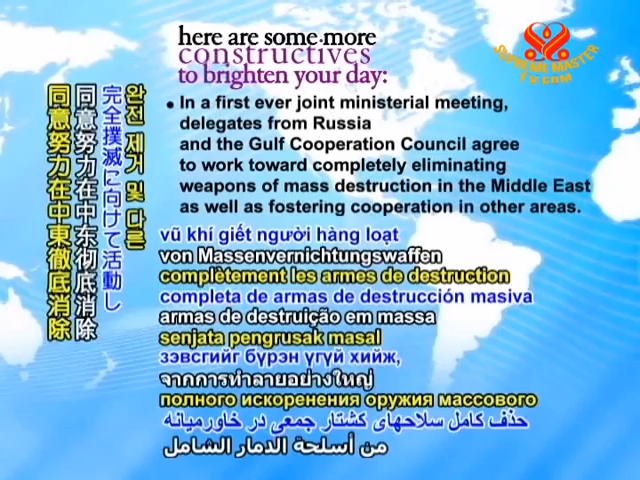 here are some more
constructives
to brighten your day:
SUPREME MASTER
TV.COM
• In a first ever joint ministerial meeting,
delegates from Russia
and the Gulf Cooperation Council agree
to work toward completely eliminating
weapons of mass destruction in the Middle East
as well as fostering cooperation in other areas.
완전 제거 및 다른
完全撲滅に向けて活動し
同意努力在中东彻底消除
同意努力在中東徹底消除
vũ khí giết người hàng loạt
von Massenvernichtungswaffen
complètement les armes de destruction
completa de armas de destrucción masiva
armas de destruição em massa
senjata pengrusak masal
зэвсгийг бүрэн үгүй хийж,
จากการทำลายอย่างใหญ่
полного искоренения оружия массового
حذف کامل سلاحهای کشتار جمعی در خاورمیانه
من أسلحة الدمار الشامل